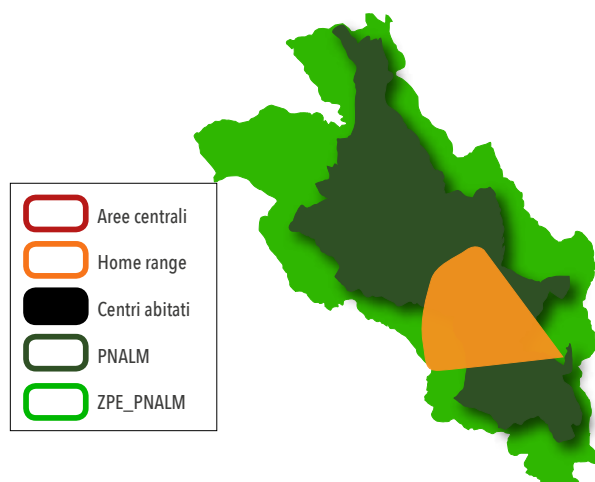 Aree centrali
Home range
Centri abitati
PNALM
ZPE_PNALM